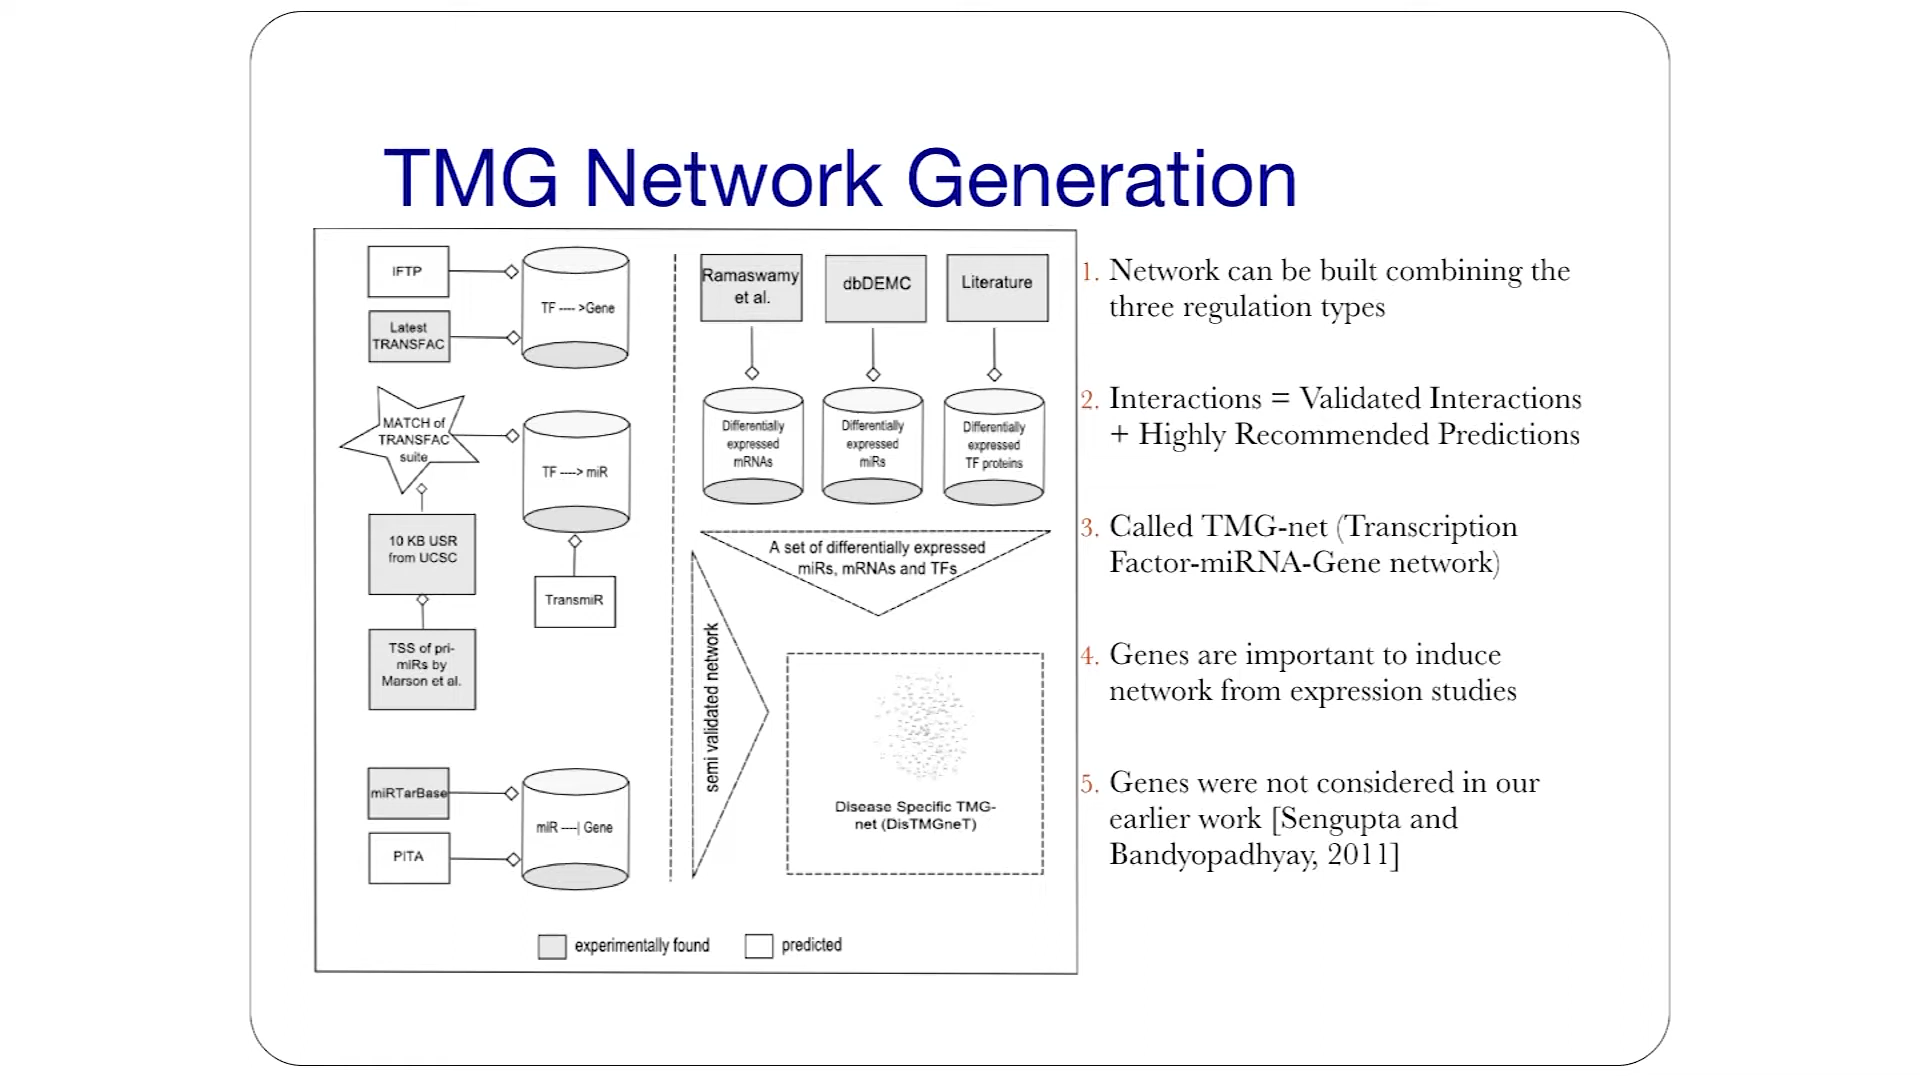 TMG Network Generation
IFTP
Latest
TRANSFAC
TF ---- >Gene
MATCH of
TRANSFAC
suite
TF ----> miR
10 KB USR
from UCSC
TransmiR
TSS of pri-
miRs by
Marson et al.
miRTarBase
PITA
miR ----| Gene
Ramaswamy
et al.
dbDEMC
Literature
Differentially
expressed
mRNAs
Differentially
expressed
miRs
Differentially
expressed
TF proteins
A set of differentially expressed
miRs, mRNAs and TFs
semi validated network
Disease Specific TMG-
net (DisTMGneT)
experimentally found
predicted
1. Network can be built combining the
three regulation types
2. Interactions = Validated Interactions
+ Highly Recommended Predictions
3. Called TMG-net (Transcription
Factor-miRNA-Gene network)
4. Genes are important to induce
network from expression studies
5. Genes were not considered in our
earlier work [Sengupta and
Bandyopadhyay, 2011]